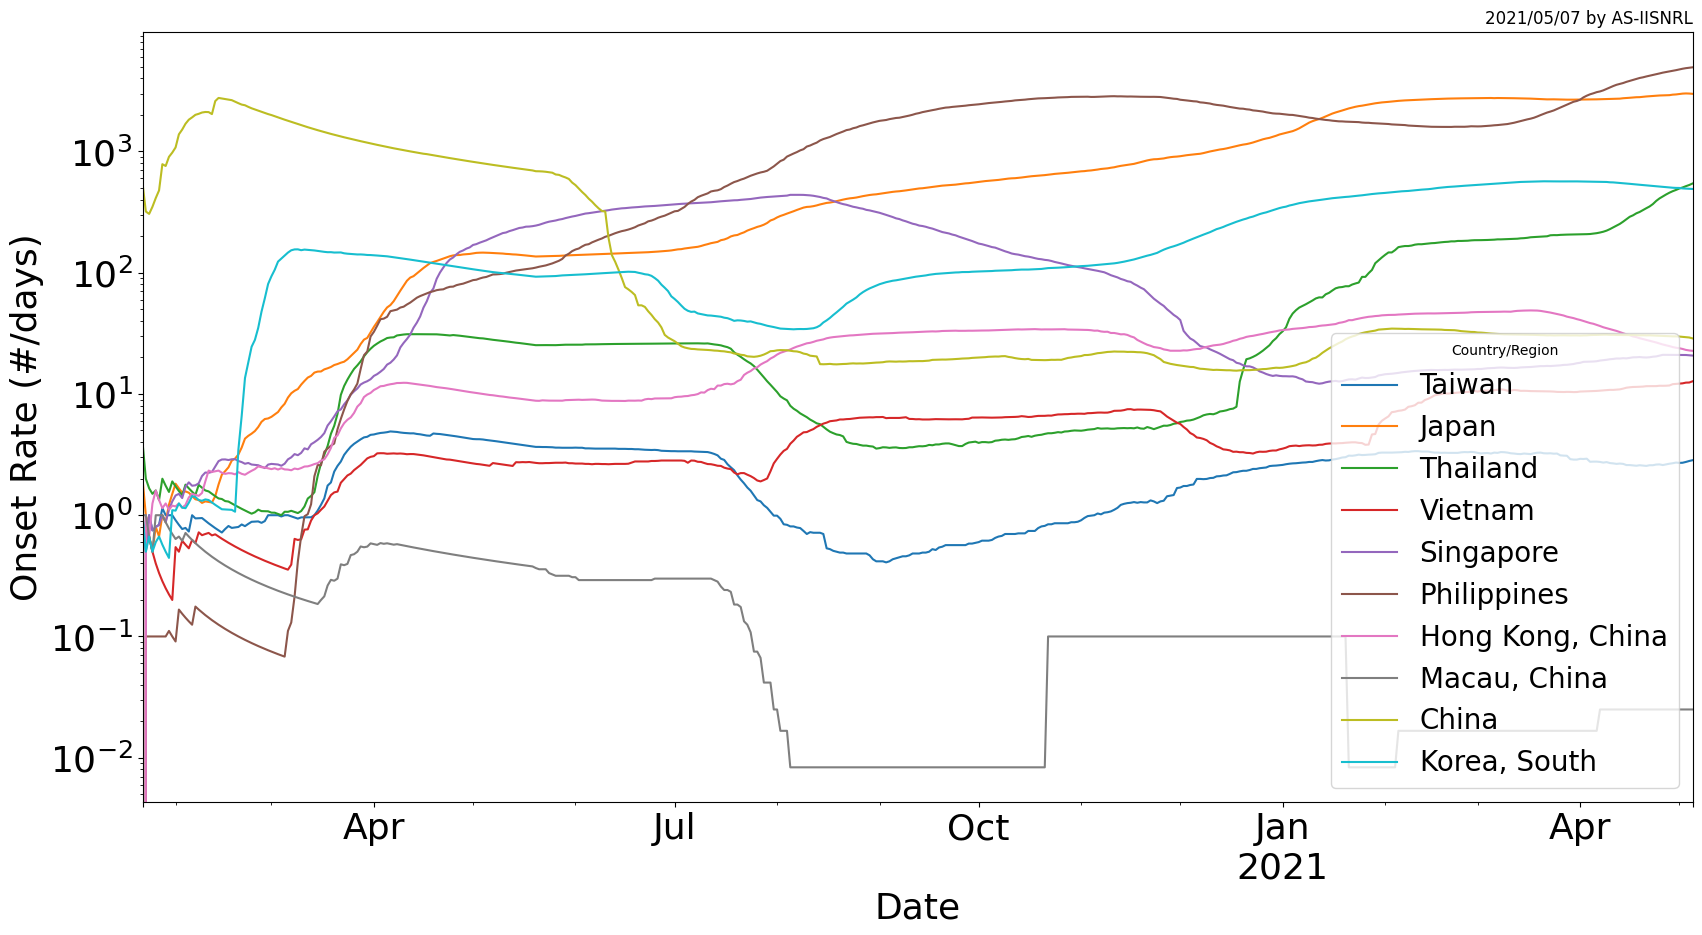 2021/05/07 by AS-IISNRL
Onset Rate (#/days)
10³
10²
10¹
10⁰
10⁻¹
10⁻²
Country/Region
Taiwan
Japan
Thailand
Vietnam
Singapore
Philippines
Hong Kong, China
Macau, China
China
Korea, South
Apr Jul Oct Jan Apr
2021
Date